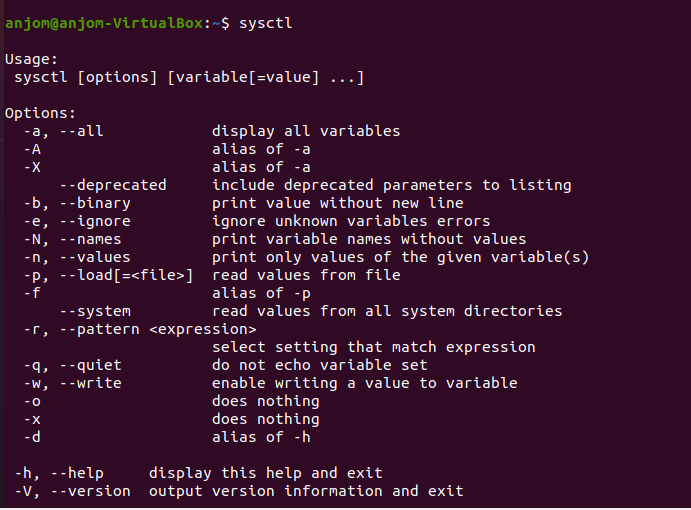 anjom@anjom-VirtualBox:~$ sysctl
Usage:
 sysctl [options] [variable[=value] ...]
Options:
  -a, --all            display all variables
  -A                   alias of -a
  -X                   alias of -a
      --deprecated     include deprecated parameters to listing
  -b, --binary         print value without new line
  -e, --ignore         ignore unknown variables errors
  -N, --names          print variable names without values
  -n, --values         print only values of the given variable(s)
  -p, --load[=<file>]  read values from file
  -f                   alias of -p
      --system         read values from all system directories
  -r, --pattern <expression>
                       select setting that match expression
  -q, --quiet          do not echo variable set
  -w, --write          enable writing a value to variable
  -o                   does nothing
  -x                   does nothing
  -d                   alias of -h
 -h, --help     display this help and exit
 -V, --version  output version information and exit